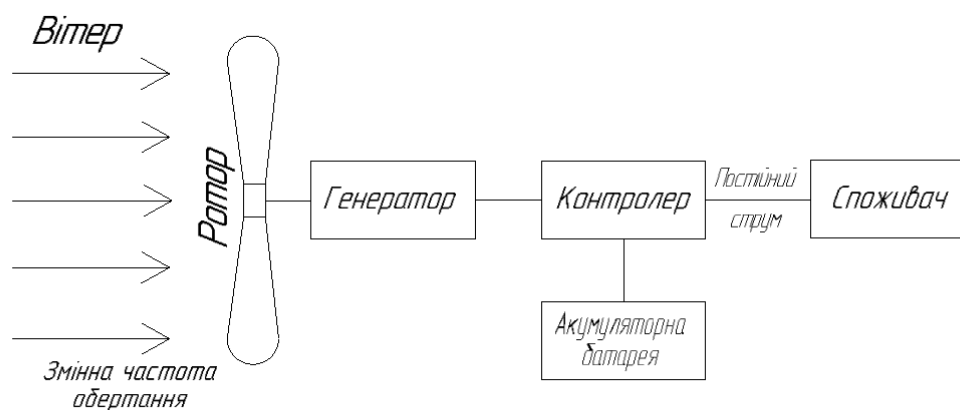 Вітер
Ротор
Генератор
Контролер
Постійний
струм
Споживач
Акумуляторна
батарея
Змінна частота
обертання